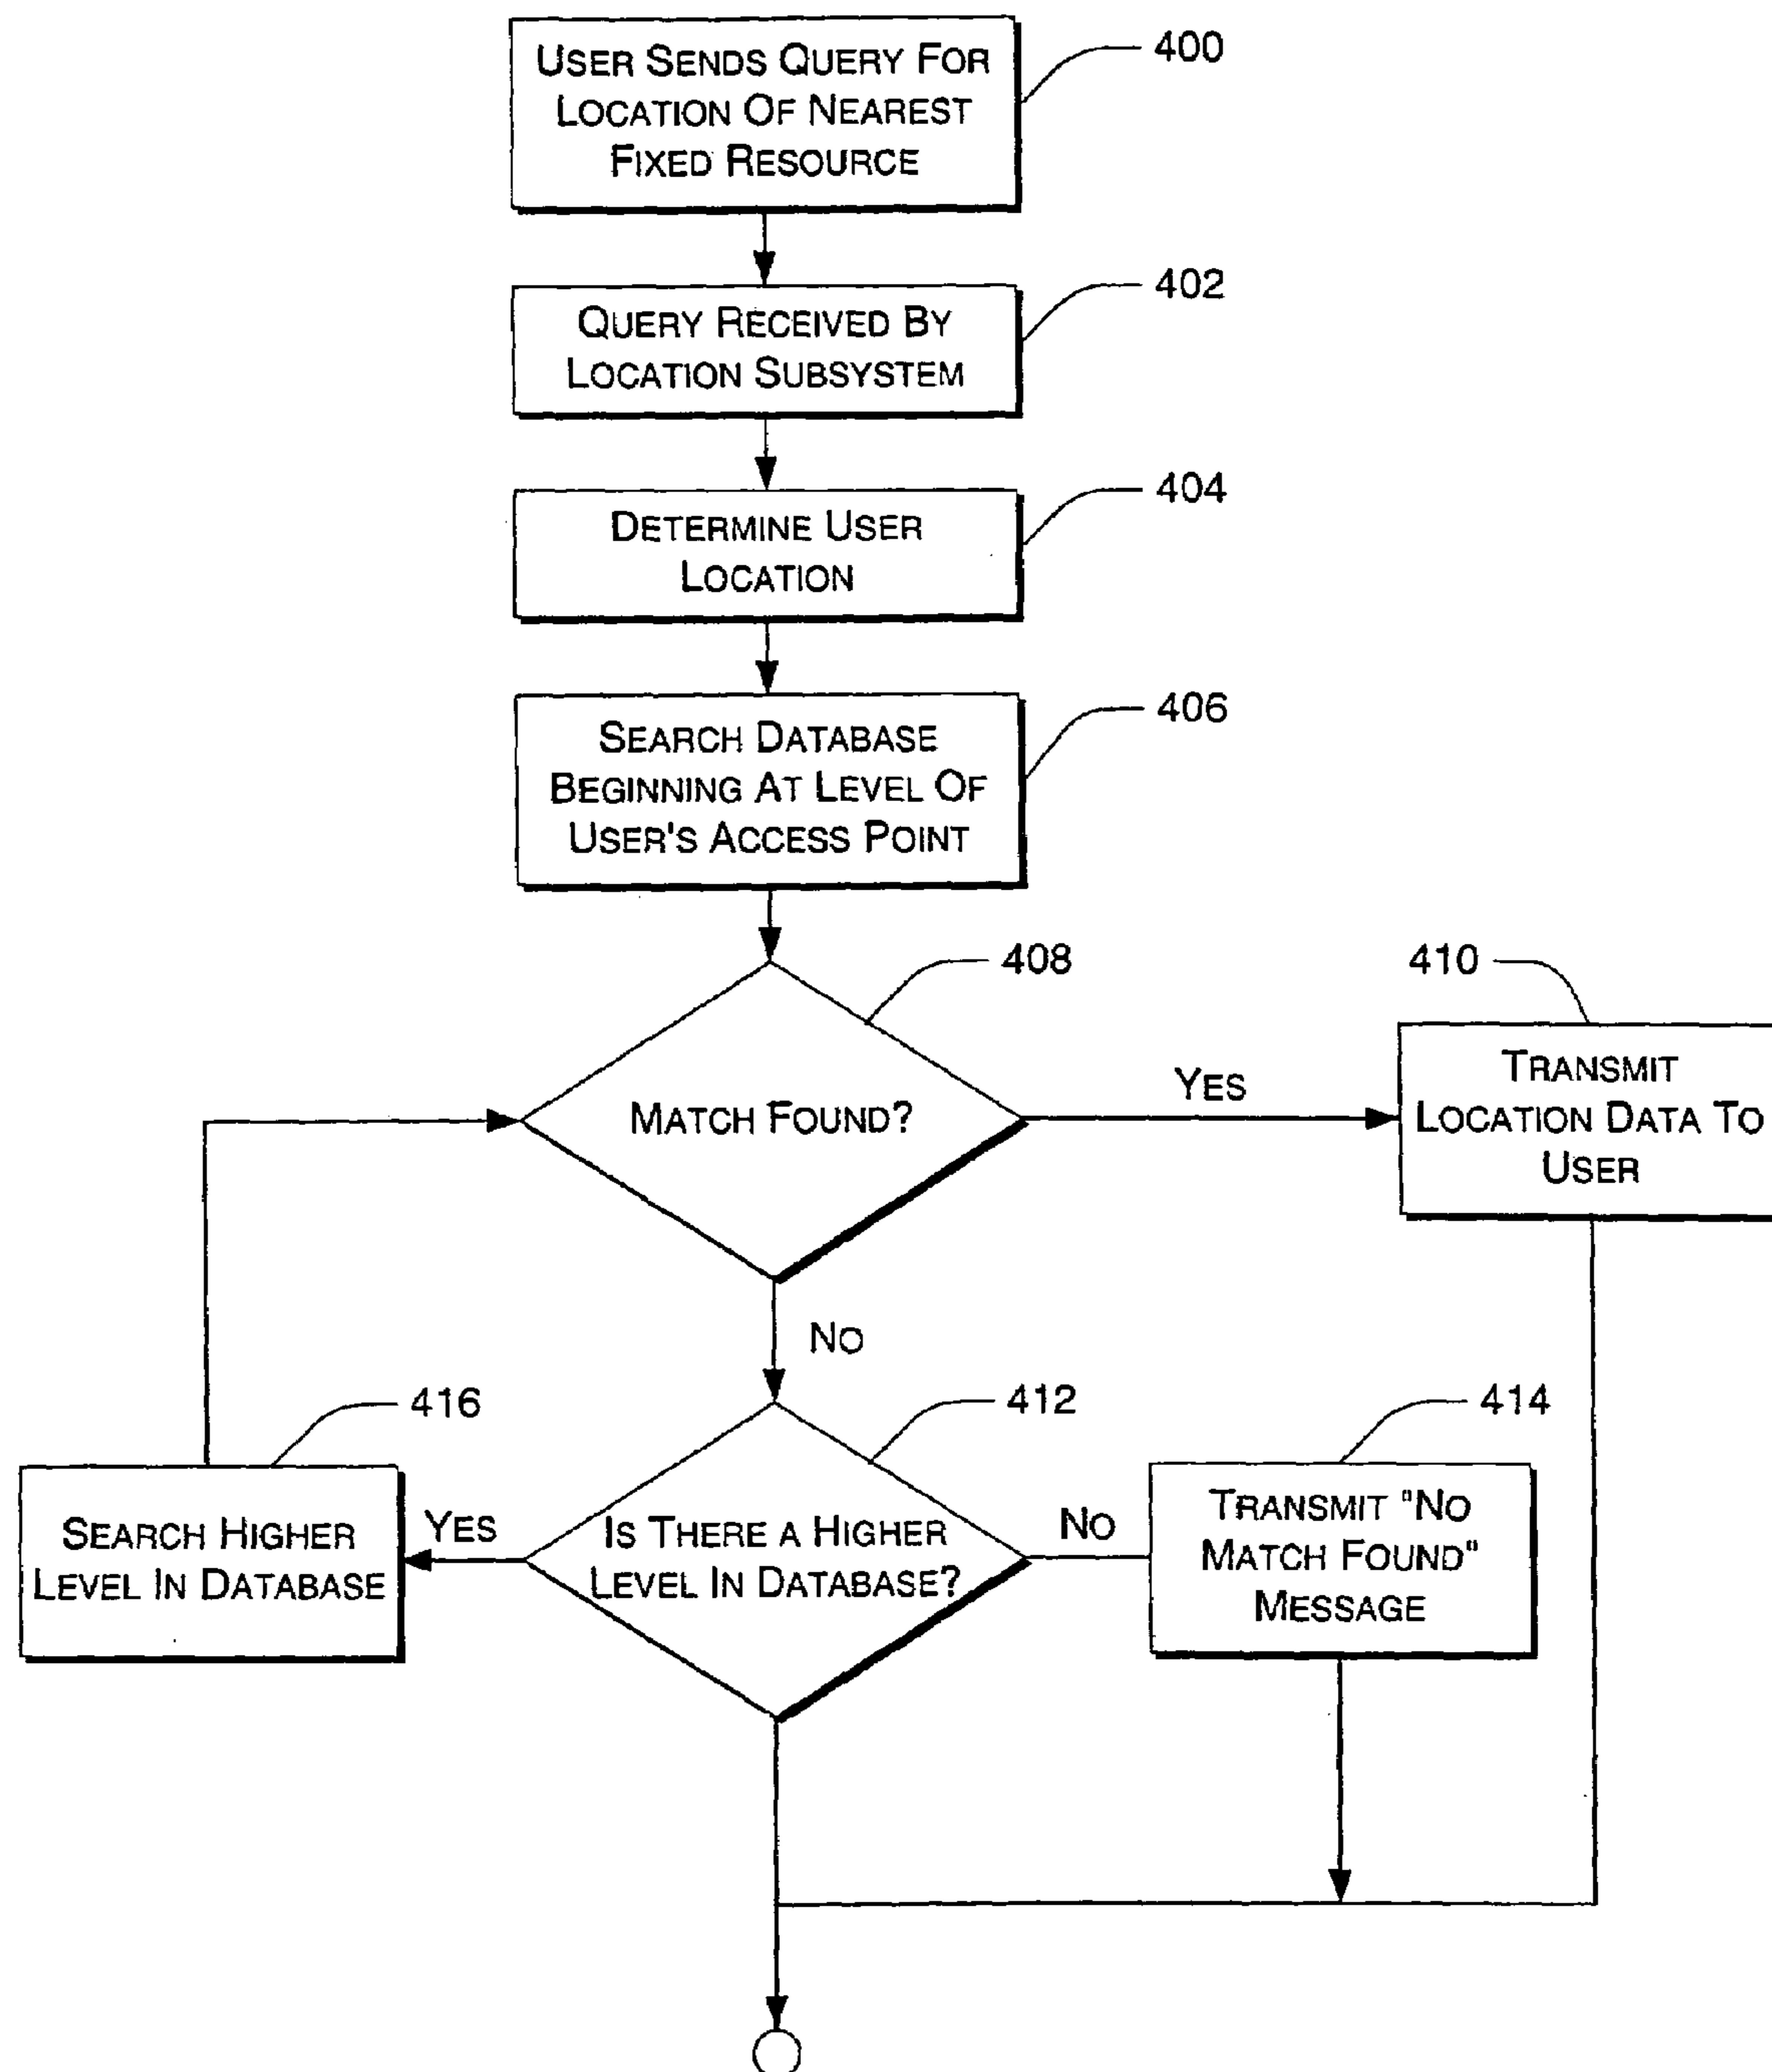 USER SENDS QUERY FOR
LOCATION OF NEAREST
FIXED RESOURCE
400
QUERY RECEIVED BY
LOCATION SUBSYSTEM
402
DETERMINE USER
LOCATION
404
SEARCH DATABASE
BEGINNING AT LEVEL OF
USER'S ACCESS POINT
406
408
MATCH FOUND?
YES
410
TRANSMIT
LOCATION DATA TO
USER
NO
416
SEARCH HIGHER
LEVEL IN DATABASE
YES
412
IS THERE A HIGHER
LEVEL IN DATABASE?
NO
414
TRANSMIT "NO
MATCH FOUND"
MESSAGE